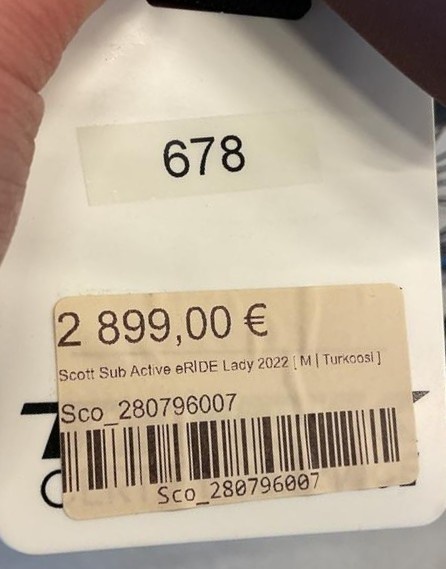 678
2 899,00 €
Scott Sub Active eRIDE Lady 2022 [ M | Turkoosi ]
Sco_280796007
Sco_280796007